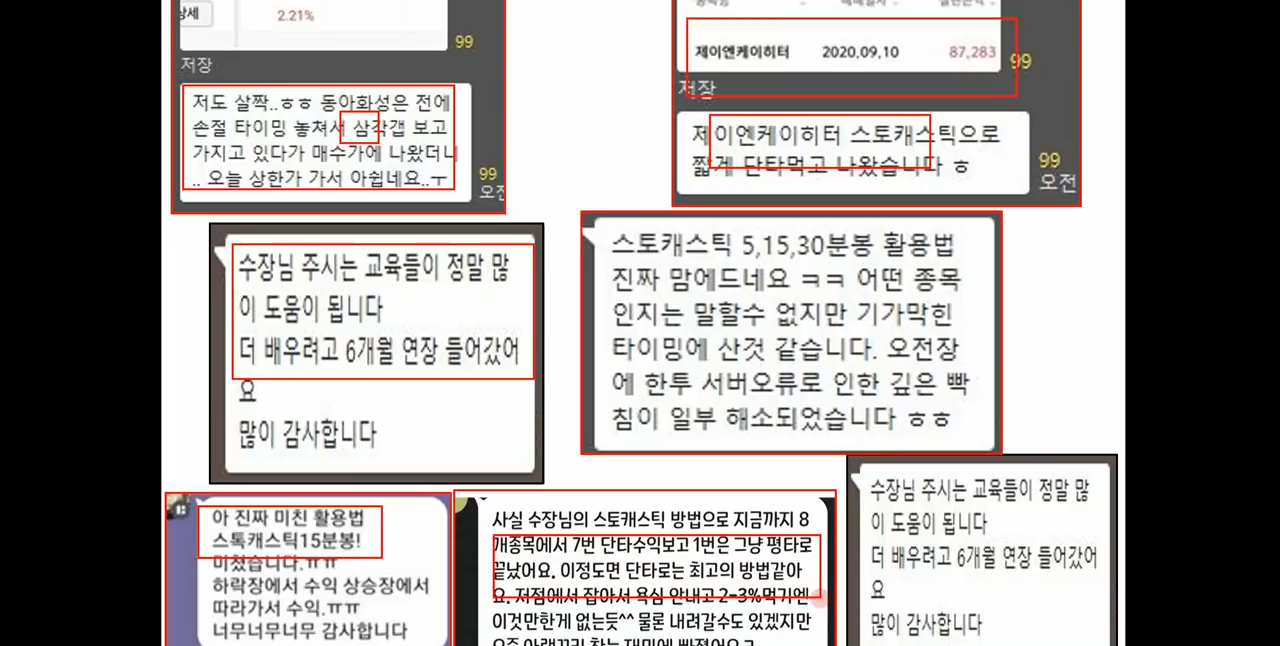 상세
2.21%
99
저장
저도 살짝..ㅎㅎ 동아화성은 전에
손절 타이밍 놓쳐서 삼각갭 보고
가지고 있다가 매수가에 나왔더니
.. 오늘 상한가 가서 아쉽네요..ㅜ
99
오전
제이엔케이히터 2020.09.10 87,283
99
저장
제이엔케이히터 스토캐스틱으로
짧게 단타먹고 나왔습니다 ㅎ
99
오전
수장님 주시는 교육들이 정말 많
이 도움이 됩니다
더 배우려고 6개월 연장 들어갔어
요
많이 감사합니다
스토캐스틱 5,15,30분봉 활용법
진짜 맘에드네요 ㅋㅋ 어떤 종목
인지는 말할수 없지만 기가막힌
타이밍에 산것 같습니다. 오전장
에 한투 서버오류로 인한 깊은 빡
침이 일부 해소되었습니다 ㅎㅎ
아 진짜 미친 활용법
스톡캐스틱15분봉!
미쳤습니다.ㅠㅠ
하락장에서 수익 상승장에서
따라가서 수익.ㅠㅠ
너무너무너무 감사합니다
사실 수장님의 스토캐스틱 방법으로 지금까지 8
개종목에서 7번 단타수익보고 1번은 그냥 평타로
끝났어요. 이정도면 단타로는 최고의 방법같아
요. 저점에서 잡아서 욕심 안내고 2-3%먹기엔
이것만한게 없는듯^^ 물론 내려갈수도 있겠지만
수장님 주시는 교육들이 정말 많
이 도움이 됩니다
더 배우려고 6개월 연장 들어갔어
요
많이 감사합니다